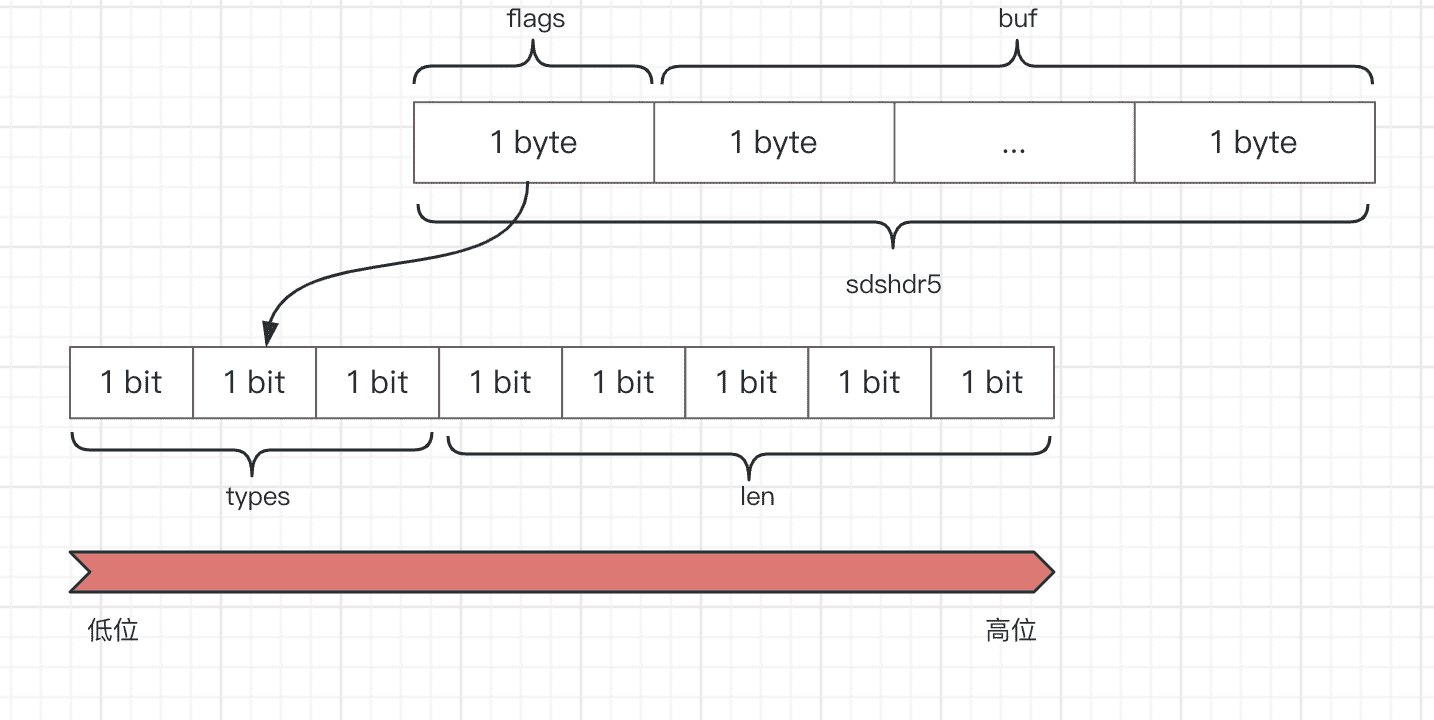 flags buf
1 byte 1 byte ... 1 byte
sdshdr5
1 bit 1 bit 1 bit 1 bit 1 bit 1 bit 1 bit 1 bit
types len
低位 高位